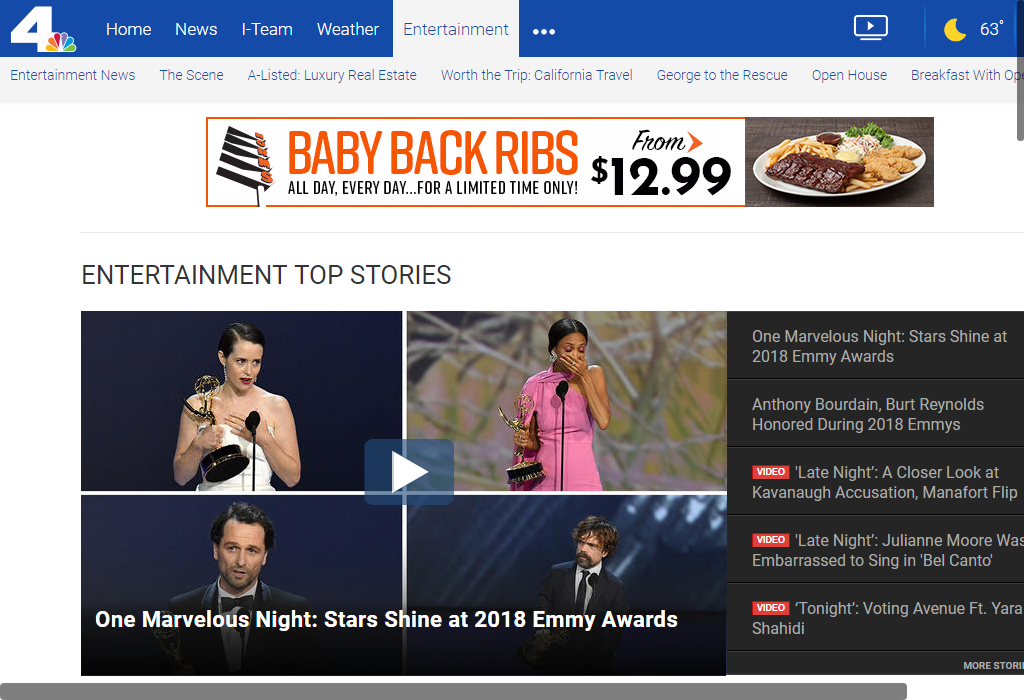 4
Home News I-Team Weather Entertainment
63°
Entertainment News The Scene A-Listed: Luxury Real Estate Worth the Trip: California Travel George to the Rescue Open House Breakfast With Ope
BABY BACK RIBS
ALL DAY, EVERY DAY...FOR A LIMITED TIME ONLY!
From
$12.99
ENTERTAINMENT TOP STORIES
One Marvelous Night: Stars Shine at 2018 Emmy Awards
One Marvelous Night: Stars Shine at
2018 Emmy Awards
Anthony Bourdain, Burt Reynolds
Honored During 2018 Emmys
VIDEO 'Late Night’: A Closer Look at
Kavanaugh Accusation, Manafort Flip
VIDEO 'Late Night’: Julianne Moore Was
Embarrassed to Sing in 'Bel Canto'
VIDEO ‘Tonight’: Voting Avenue Ft. Yara
Shahidi
MORE STORI